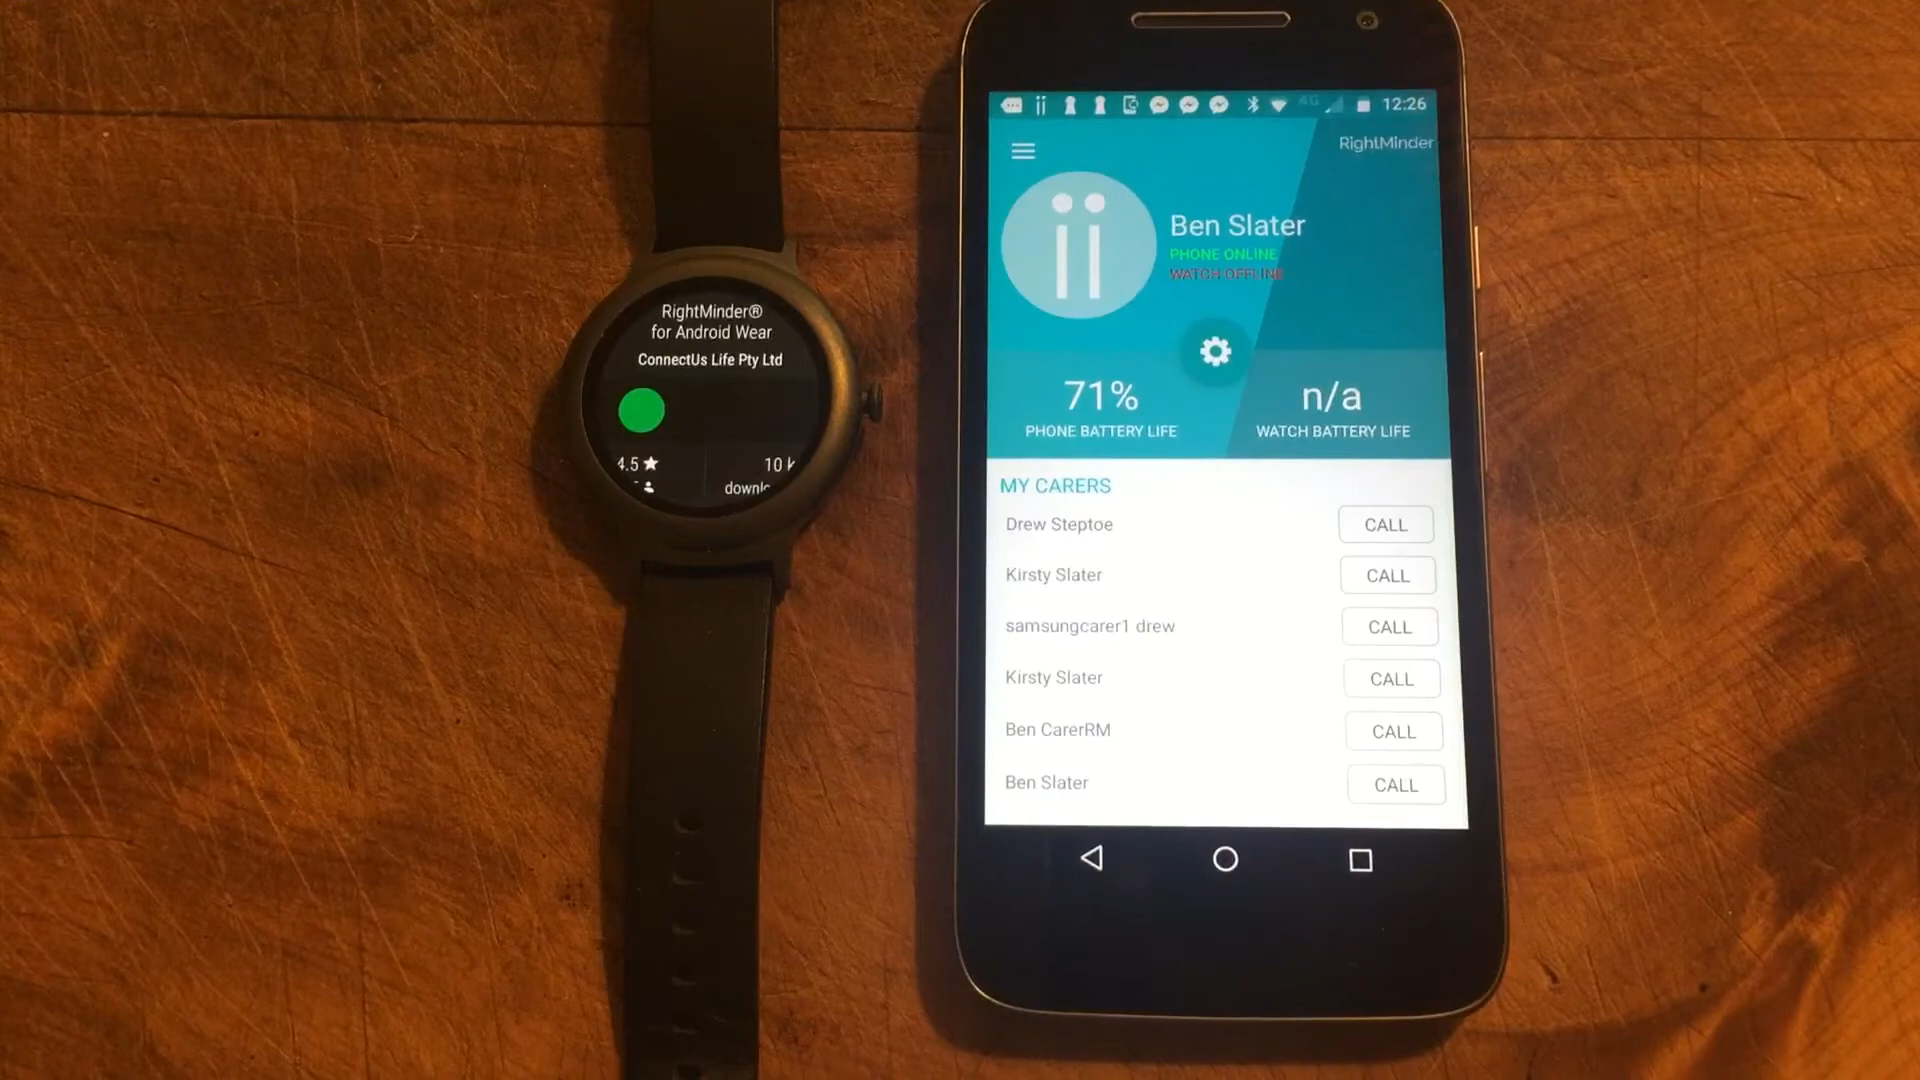 RightMinder®
for Android Wear
ConnectUs Life Pty Ltd
4.5
10 k
downlo
4G
12:26
RightMinder
Ben Slater
PHONE ONLINE
WATCH OFFLINE
71%
PHONE BATTERY LIFE
n/a
WATCH BATTERY LIFE
MY CARERS
Drew Steptoe
CALL
Kirsty Slater
CALL
samsungcarer1 drew
CALL
Kirsty Slater
CALL
Ben CarerRM
CALL
Ben Slater
CALL